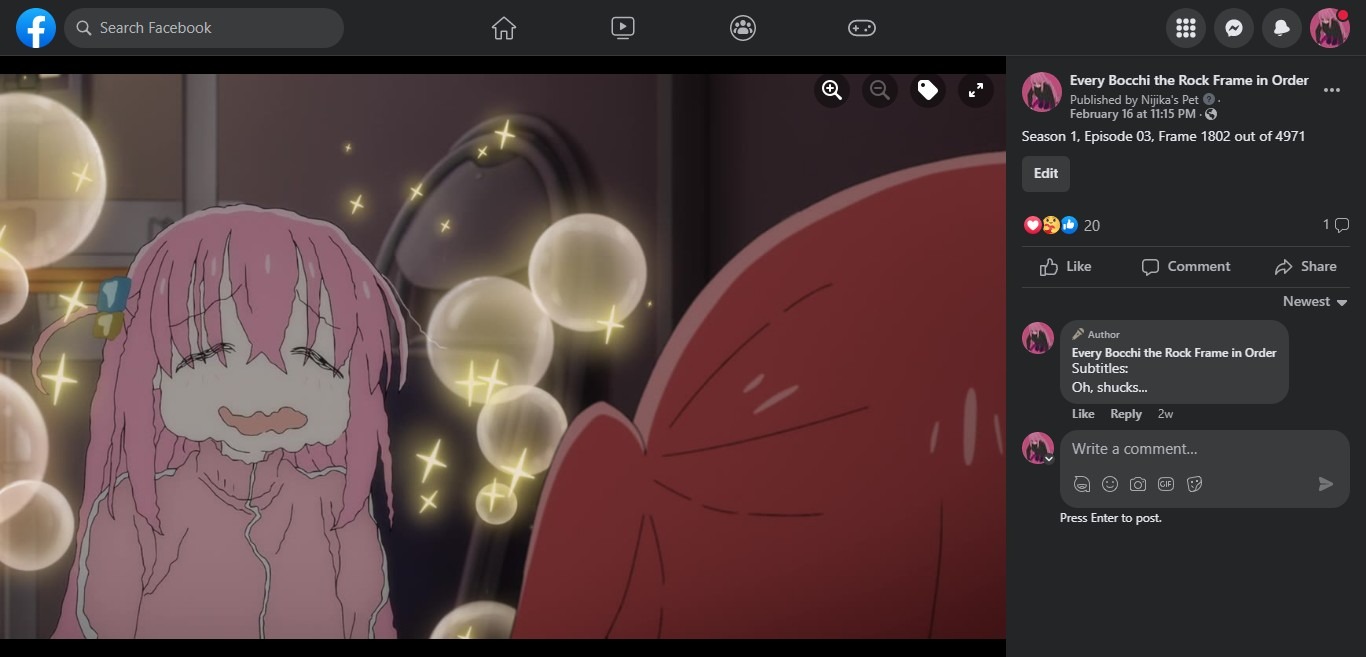 Search Facebook
Every Bocchi the Rock Frame in Order
Published by Nijika's Pet ·
February 16 at 11:15 PM ·
Season 1, Episode 03, Frame 1802 out of 4971
Edit
20
1
Like Comment Share
Newest
Author
Every Bocchi the Rock Frame in Order
Subtitles:
Oh, shucks...
Like Reply 2w
Write a comment...
GIF
Press Enter to post.